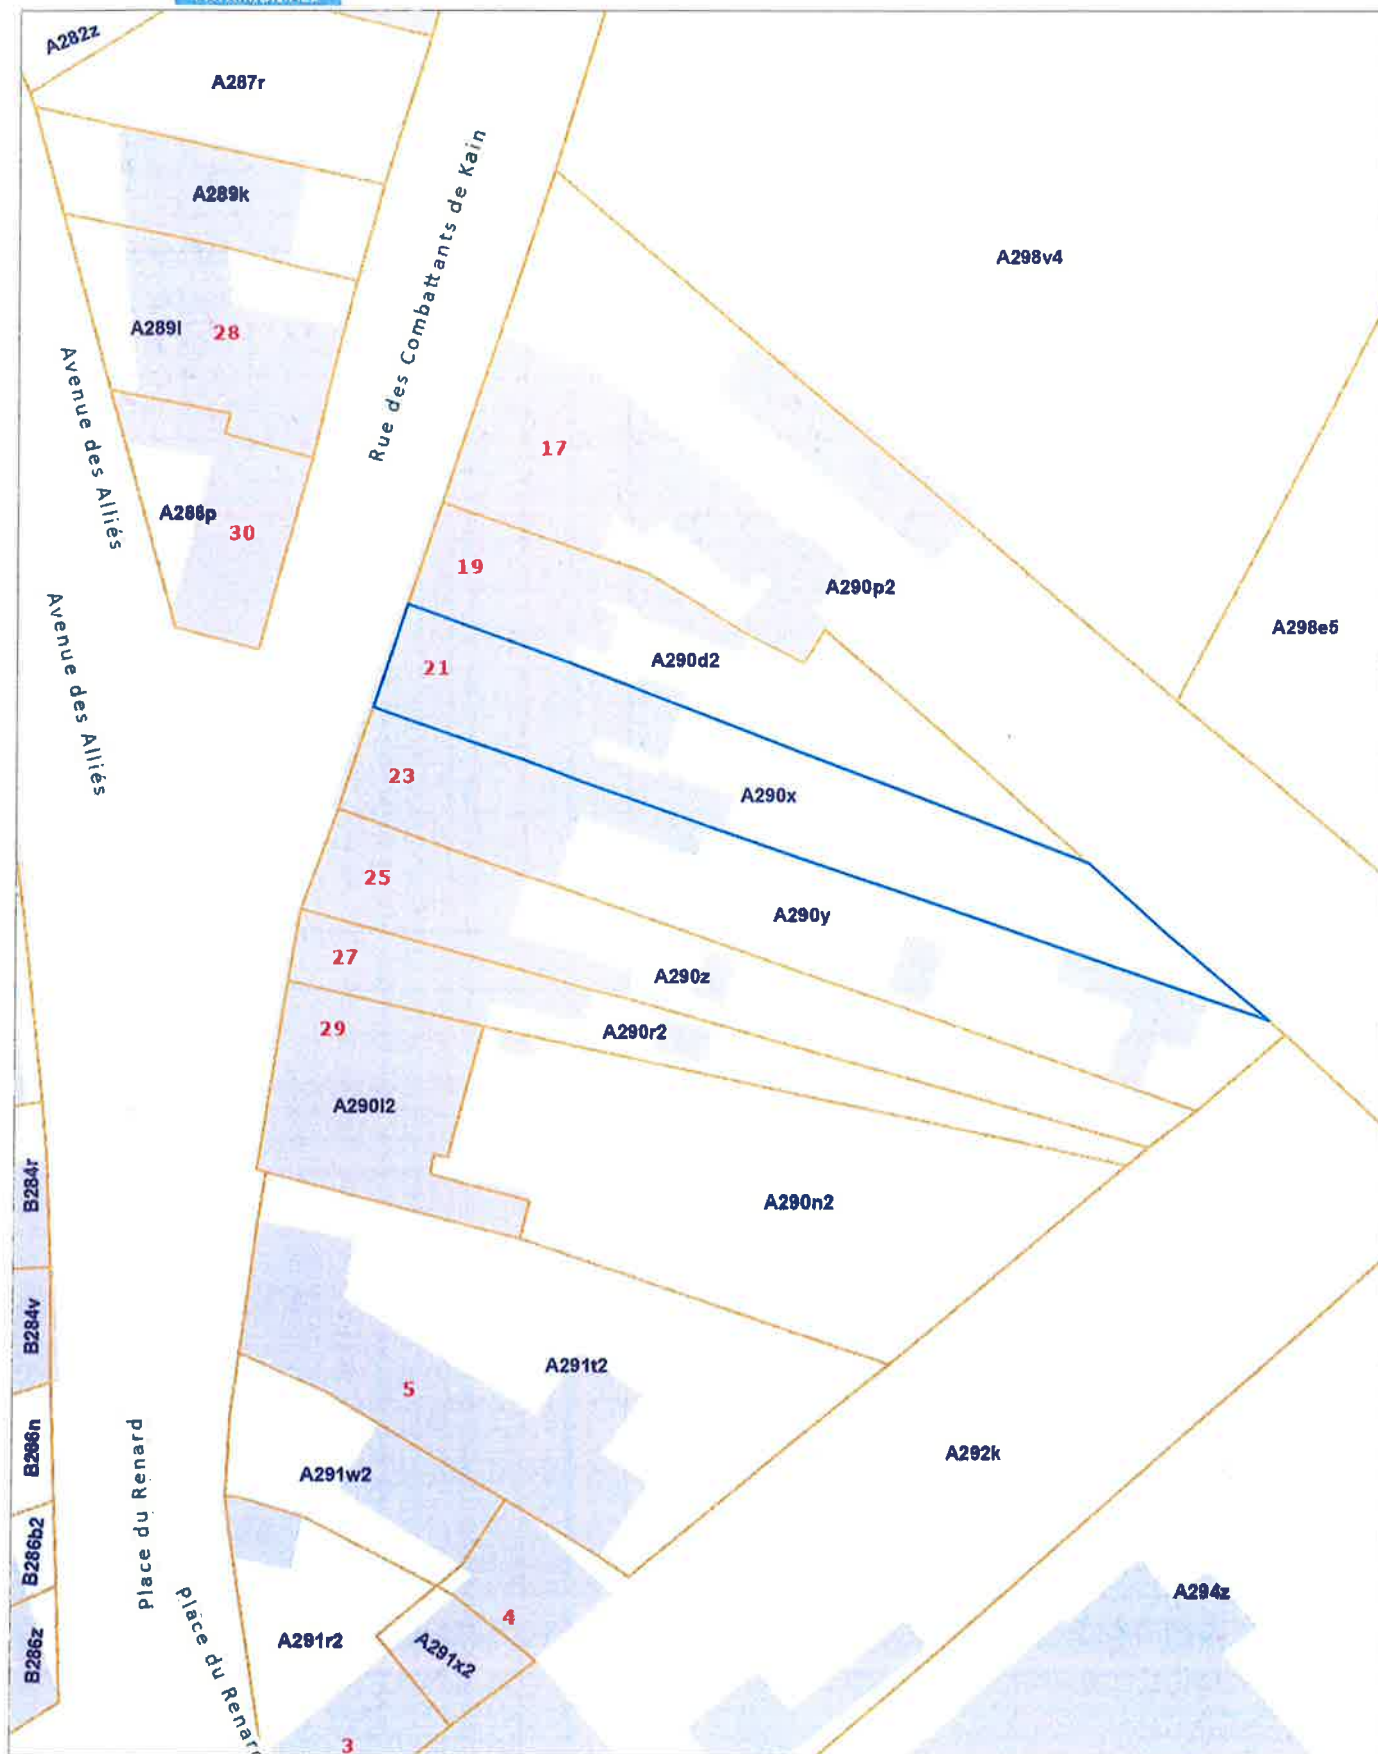 A282z
A287r
A289k
A298v4
Rue des Combattants de Kain
A289l
28
Avenue des Alliés
17
A288p
30
19
A290p2
A298e5
Avenue des Alliés
21
A290d2
23
A290x
25
A290y
27
A290z
29
A290r2
A290l2
B284r
A290n2
B284v
A291t2
5
B286n
A292k
Place du Renard
A291w2
B286b2
A294z
4
Place du Renard
A291r2
A291x2
B286z
3